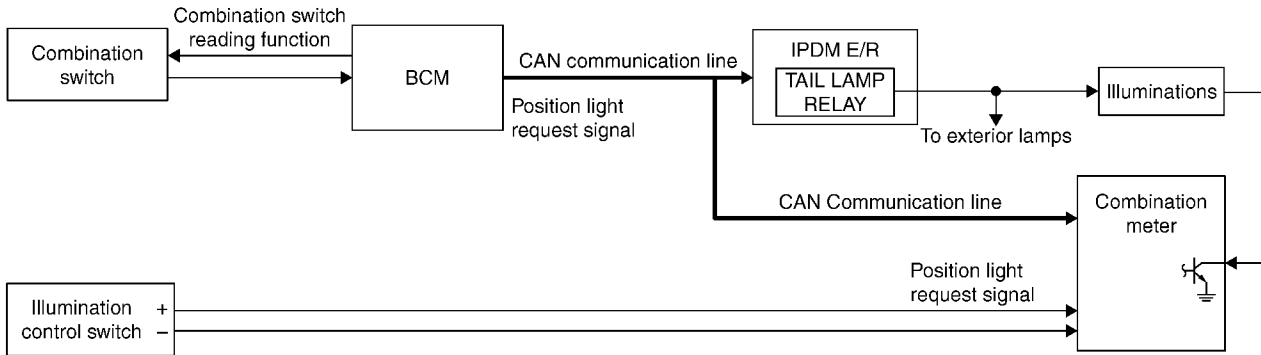 Combination switch
reading function
Combination
switch
BCM
CAN communication line
Position light
request signal
IPDM E/R
TAIL LAMP
RELAY
Illuminations
To exterior lamps
CAN Communication line
Combination
meter
Position light
request signal
Illumination +
control switch –